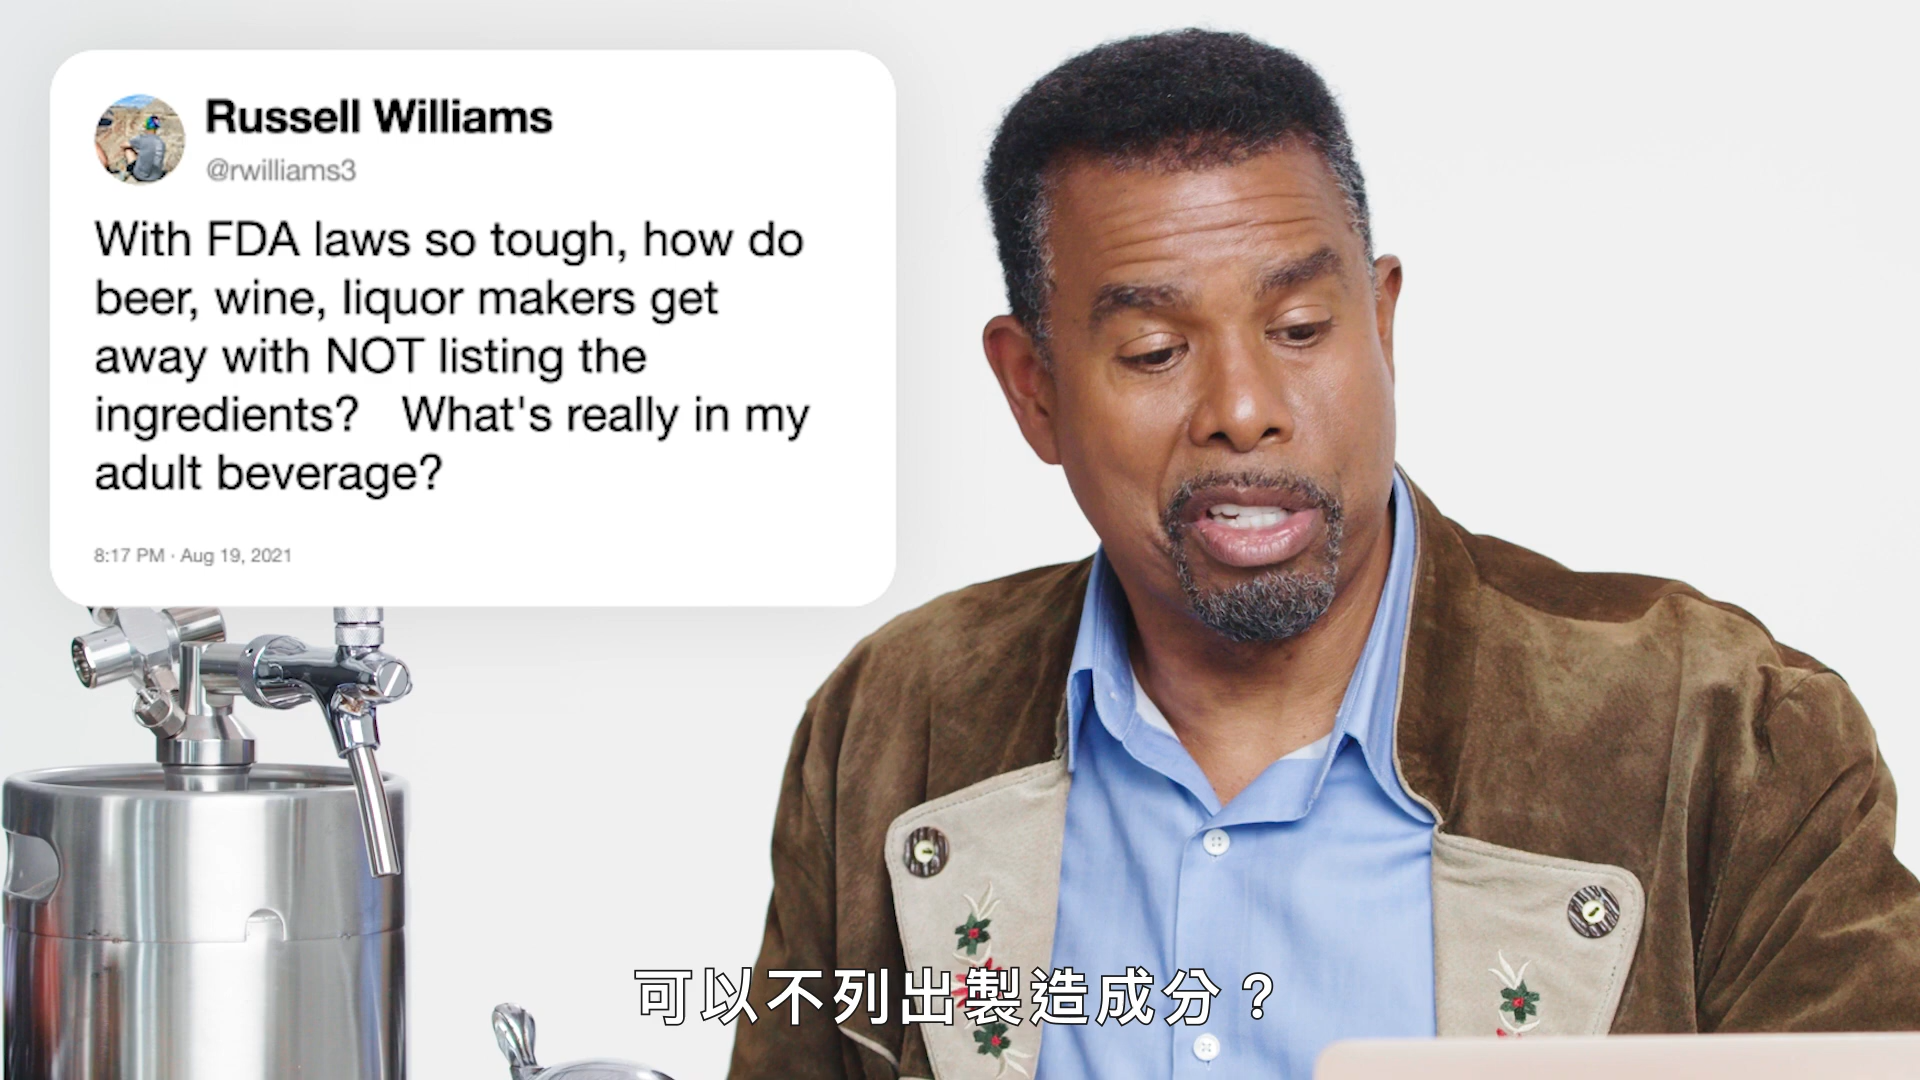 Russell Williams
@rwilliams3
With FDA laws so tough, how do
beer, wine, liquor makers get
away with NOT listing the
ingredients?   What's really in my
adult beverage?
8:17 PM · Aug 19, 2021
可以不列出製造成分？